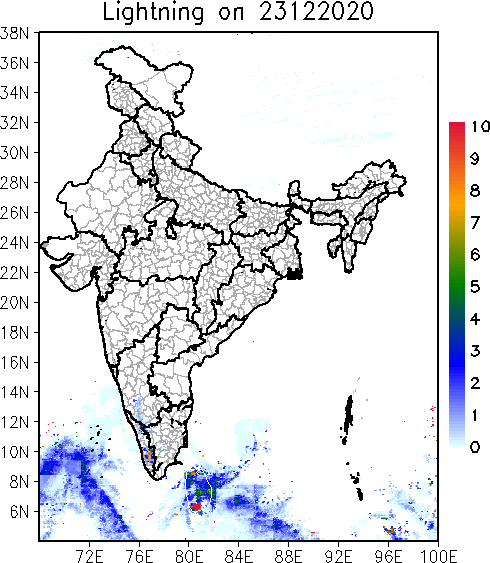 Lightning on 23122020
38N
36N
34N
32N
30N
28N
26N
24N
22N
20N
18N
16N
14N
12N
10N
8N
6N
72E 76E 80E 84E 88E 92E 96E 100E
10
9
8
7
6
5
4
3
2
1
0